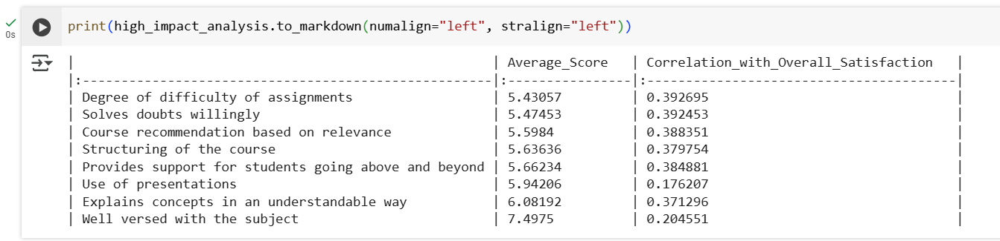 0s
print(high_impact_analysis.to_markdown(numalign="left", stralign="left"))
|                                                       | Average_Score   | Correlation_with_Overall_Satisfaction   |
|:------------------------------------------------------|:----------------|:----------------------------------------|
| Degree of difficulty of assignments                   | 5.43057         | 0.392695                                |
| Solves doubts willingly                               | 5.47453         | 0.392453                                |
| Course recommendation based on relevance              | 5.5984          | 0.388351                                |
| Structuring of the course                             | 5.63636         | 0.379754                                |
| Provides support for students going above and beyond | 5.66234         | 0.384881                                |
| Use of presentations                                  | 5.94206         | 0.176207                                |
| Explains concepts in an understandable way            | 6.08192         | 0.371296                                |
| Well versed with the subject                          | 7.4975          | 0.204551                                |